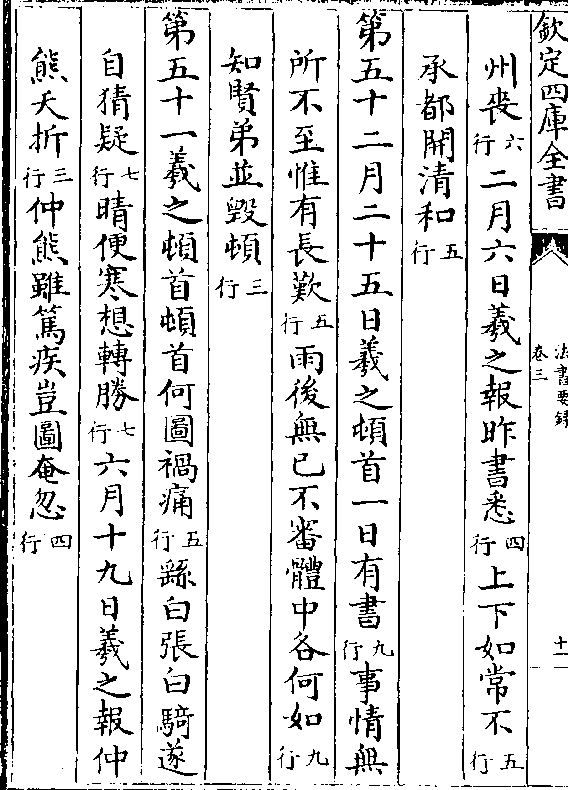 欽定四庫全書
法書要録
卷三
十一
州喪六行二月六日羲之報昨書悉四行上下如常不五行
承都開清和五行
第五十二月二十五日羲之頓首一日有書九行事情無
所不至惟有長歎五行雨後無已不審體中各何如九行
知賢弟並毀頓三行
第五十一羲之頓首頓首何圖禍痛五行繇白張白騎遂
自猜疑七行晴便寒想轉勝七行六月十九日羲之報仲
熊夭折三行仲熊雖篤疾豈圖奄忽四行